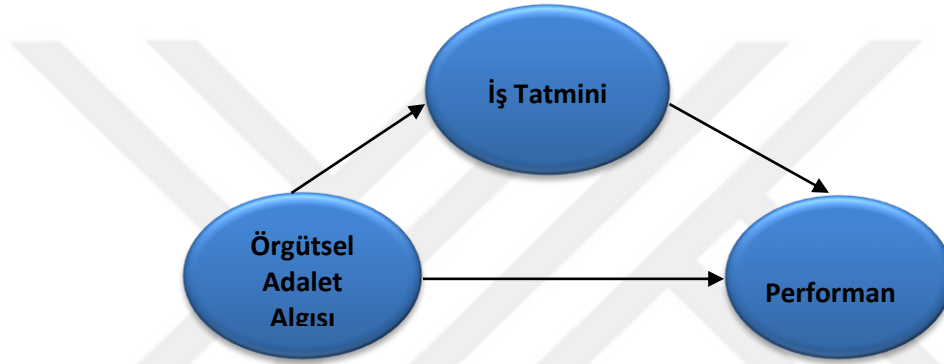 İş Tatmini
Örgütsel
Adalet
Algısı
Performan